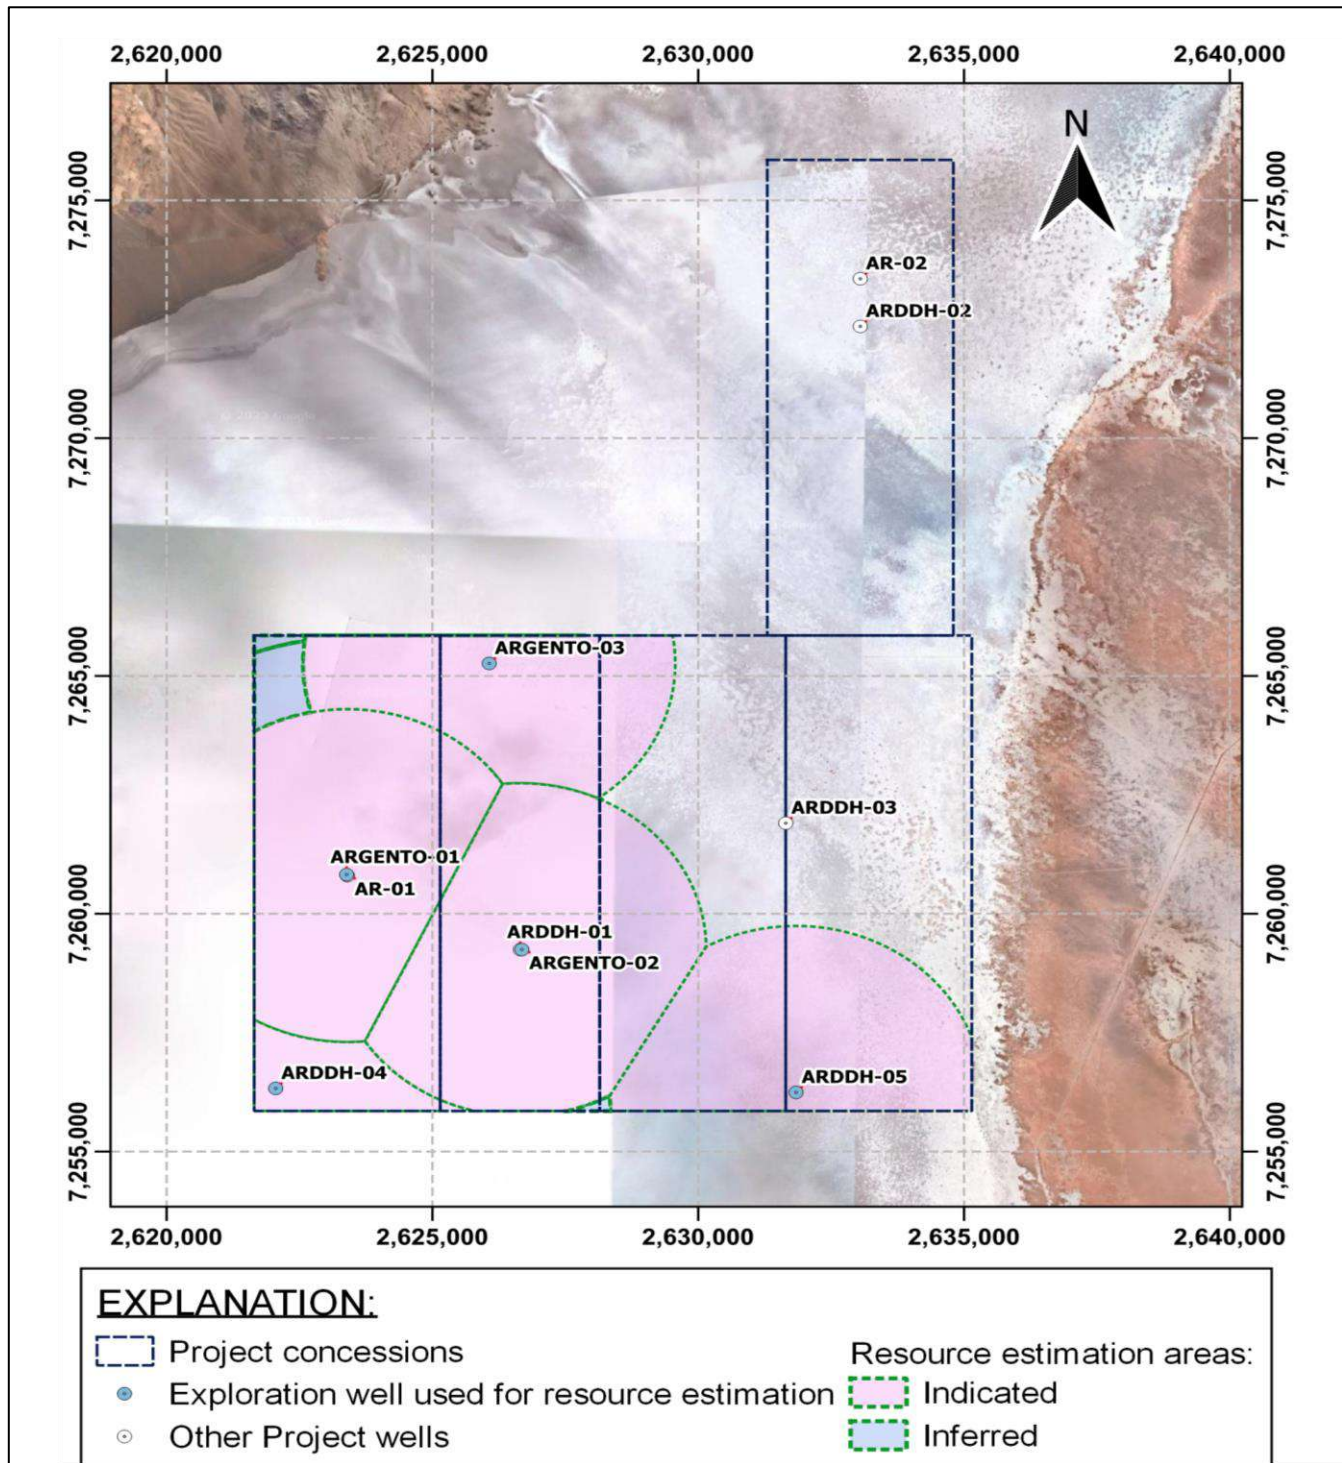 2,620,000 2,625,000 2,630,000 2,635,000 2,640,000
N
7,275,000 7,275,000
AR-02
ARDDH-02
7,270,000 7,270,000
7,265,000 7,265,000
ARGENTO-03
ARDDH-03
ARGENTO-01
AR-01
7,260,000 7,260,000
ARDDH-01
ARGENTO-02
ARDDH-04
ARDDH-05
7,255,000 7,255,000
2,620,000 2,625,000 2,630,000 2,635,000 2,640,000
EXPLANATION:
Project concessions
Exploration well used for resource estimation
Other Project wells
Resource estimation areas:
Indicated
Inferred